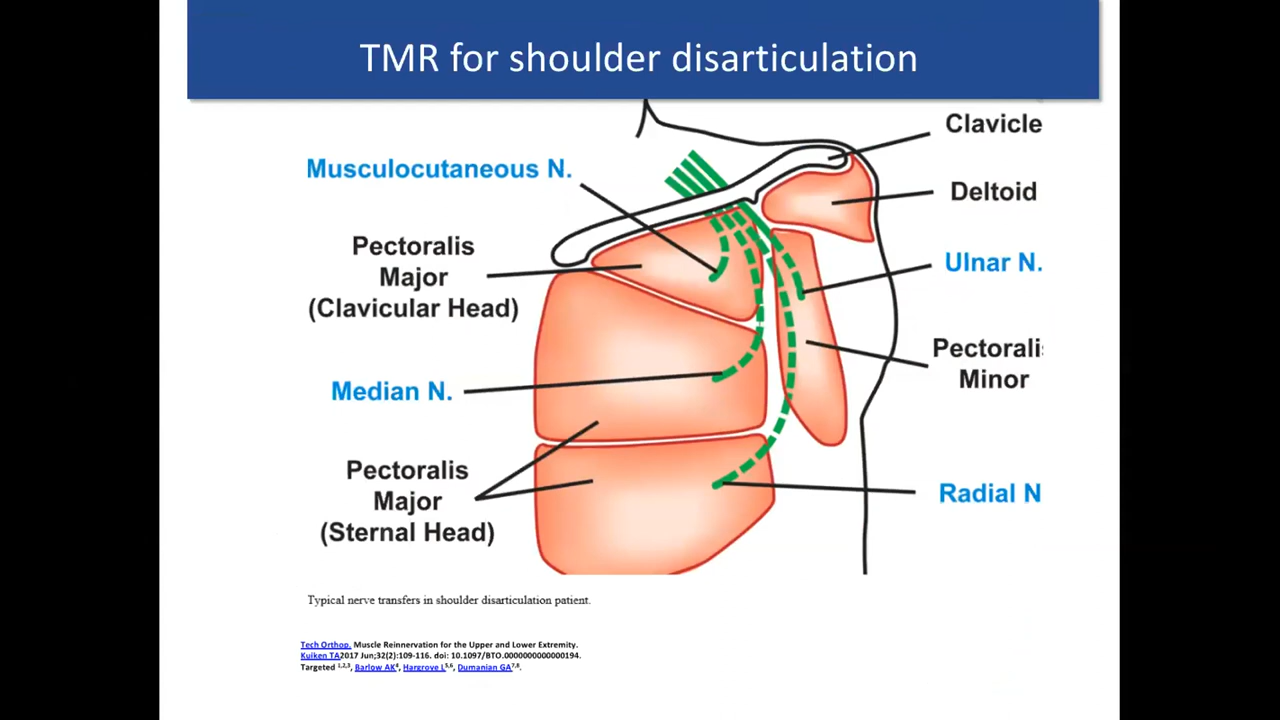 TMR for shoulder disarticulation
Clavicle
Musculocutaneous N.
Deltoid
Pectoralis
Major
(Clavicular Head)
Ulnar N.
Pectorali
Minor
Median N.
Pectoralis
Major
(Sternal Head)
Radial N
Typical nerve transfers in shoulder disarticulation patient.
Tech Orthop. Muscle Reinnervation for the Upper and Lower Extremity.
Kuiken TA2017 Jun;32(2):109-116. doi: 10.1097/BTO.0000000000000194.
Targeted 1,2,3, Barlow AK4, Hargrove L5,6, Dumanian GA7,8.